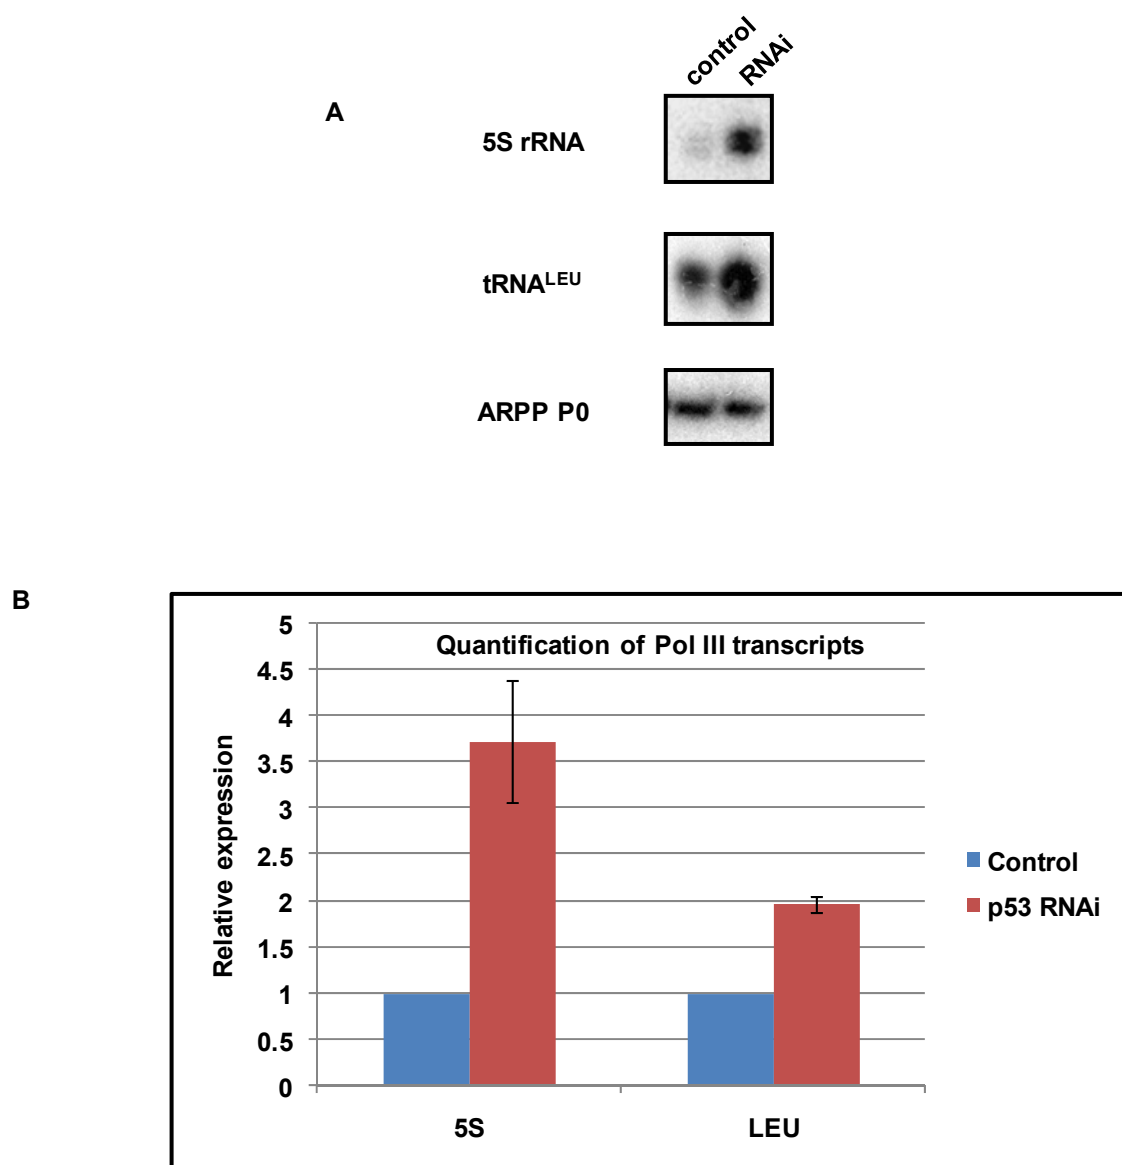 control
RNAi
A
5S rRNA
tRNALEU
ARPP P0
B
Quantification of Pol III transcripts
Relative expression
5
4.5
4
3.5
3
2.5
2
1.5
1
0.5
0
5S
LEU
Control
p53 RNAi